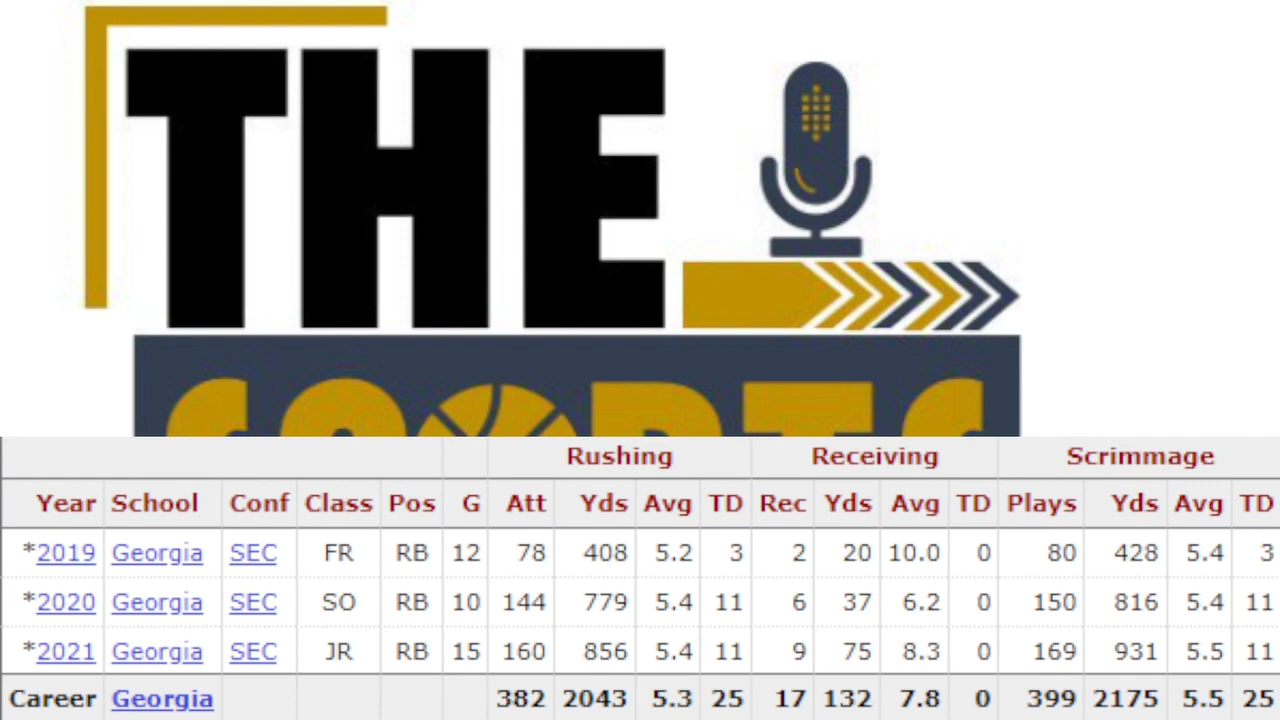 THE
SPORTS
Rushing Receiving Scrimmage
Year School Conf Class Pos G Att Yds Avg TD Rec Yds Avg TD Plays Yds Avg TD
*2019 Georgia SEC FR RB 12 78 408 5.2 3 2 20 10.0 0 80 428 5.4 3
*2020 Georgia SEC SO RB 10 144 779 5.4 11 6 37 6.2 0 150 816 5.4 11
*2021 Georgia SEC JR RB 15 160 856 5.4 11 9 75 8.3 0 169 931 5.5 11
Career Georgia 382 2043 5.3 25 17 132 7.8 0 399 2175 5.5 25